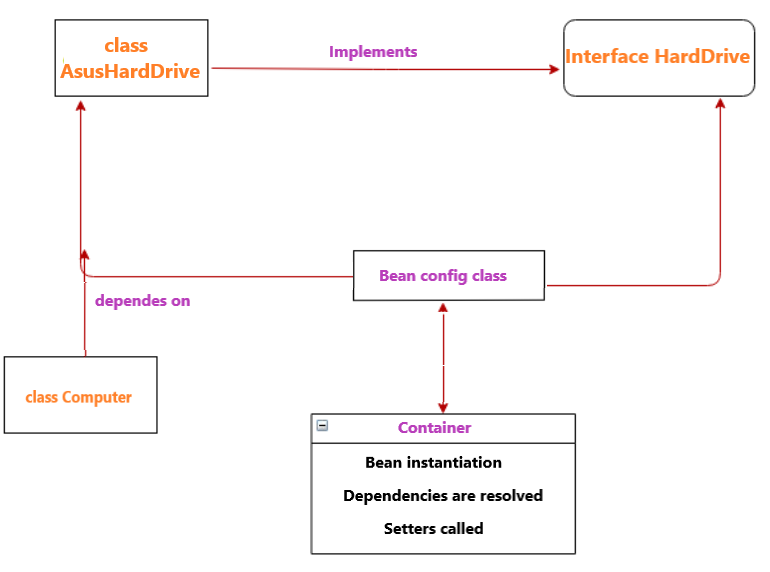 class
AsusHardDrive
Implements
Interface HardDrive
Bean config class
dependes on
class Computer
Container
Bean instantiation
Dependencies are resolved
Setters called